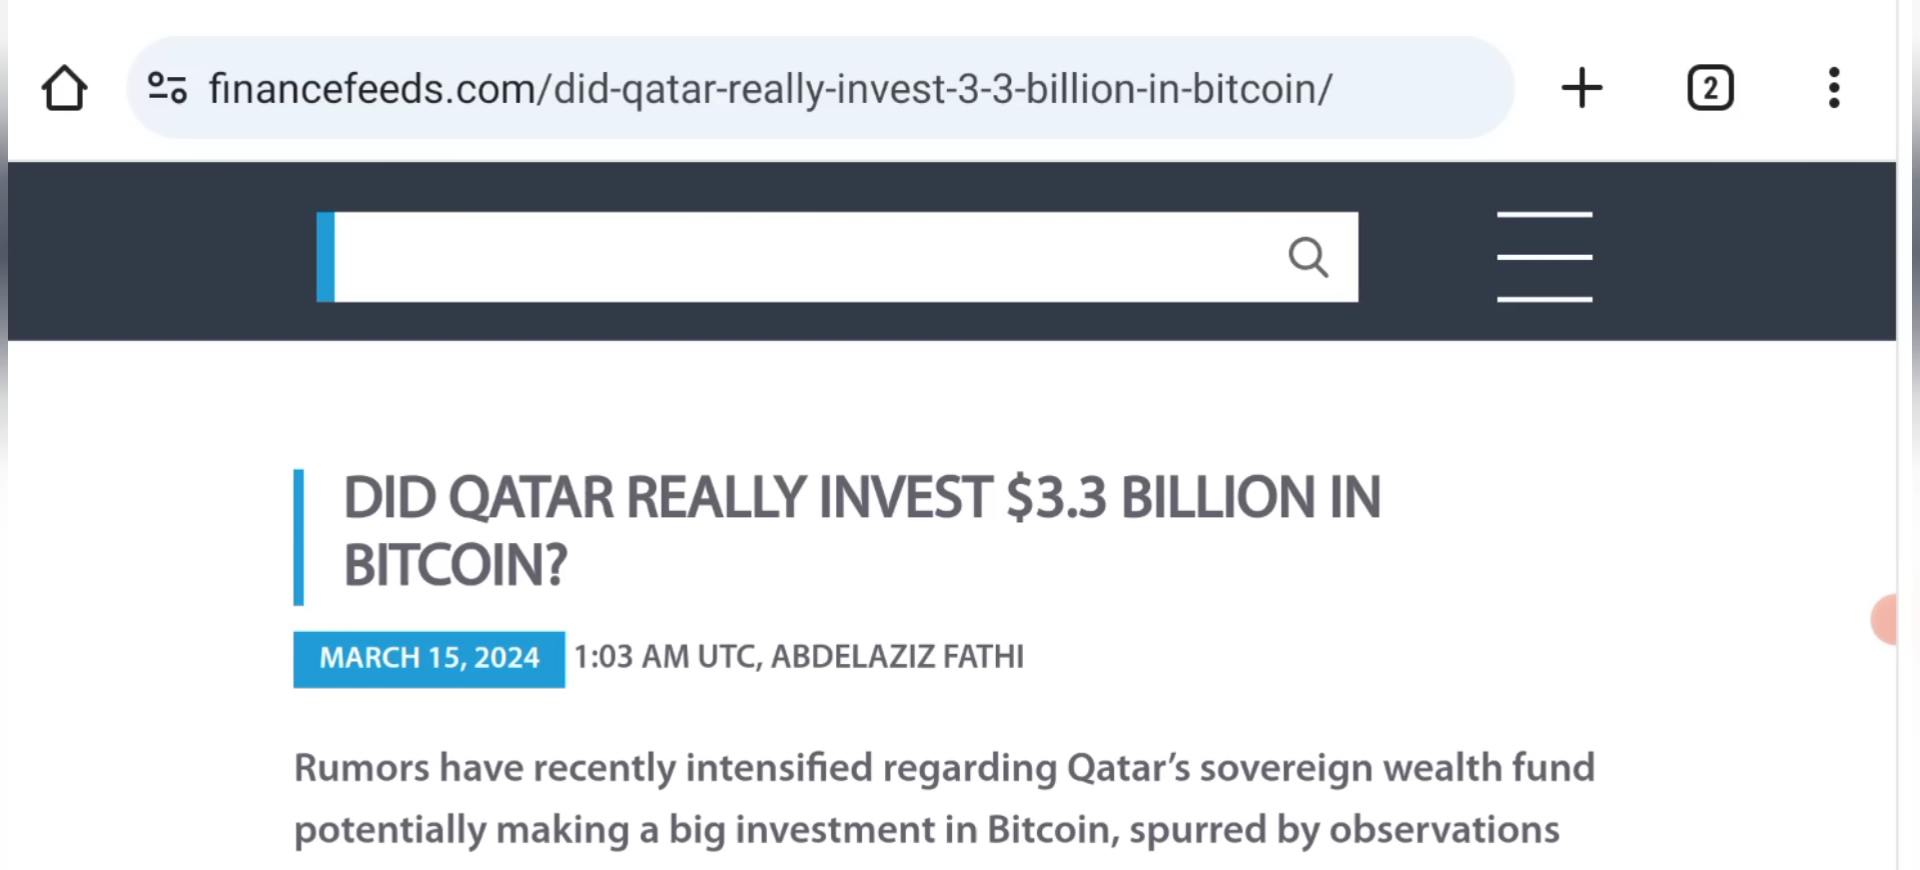 financefeeds.com/did-qatar-really-invest-3-3-billion-in-bitcoin/
2
DID QATAR REALLY INVEST $3.3 BILLION IN
BITCOIN?
MARCH 15, 2024 1:03 AM UTC, ABDELAZIZ FATHI
Rumors have recently intensified regarding Qatar’s sovereign wealth fund
potentially making a big investment in Bitcoin, spurred by observations